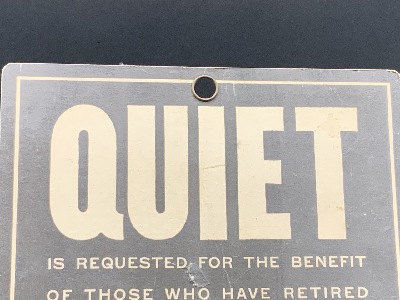 QUIET
IS REQUESTED FOR THE BENEFIT
OF THOSE WHO HAVE RETIRED